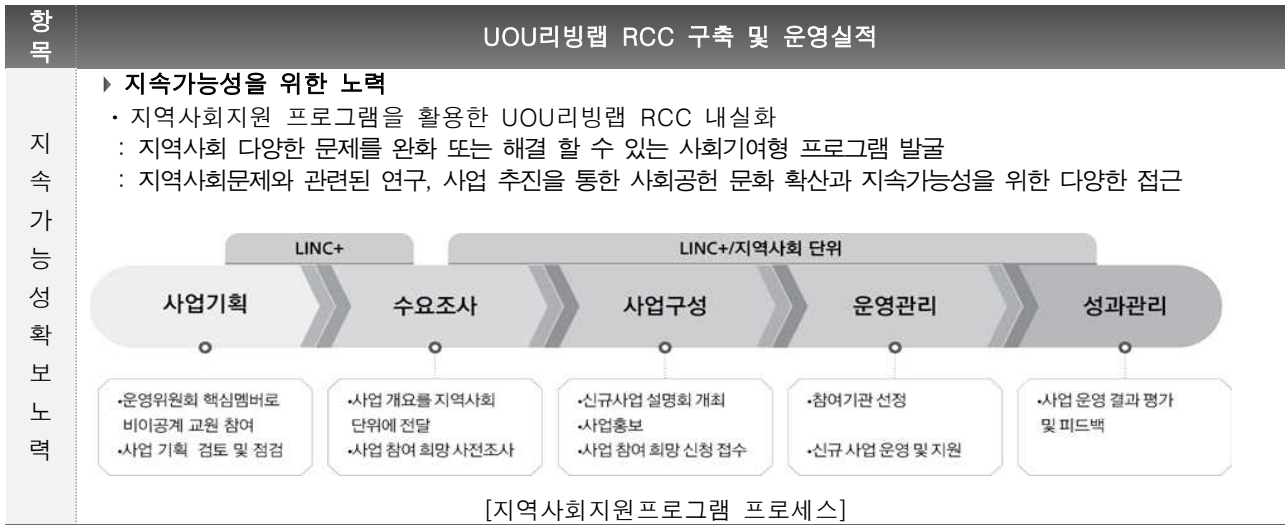 항목
UOU리빙랩 RCC 구축 및 운영실적
지속가능성확보노력
▸ 지속가능성을 위한 노력
• 지역사회지원 프로그램을 활용한 UOU리빙랩 RCC 내실화
: 지역사회 다양한 문제를 완화 또는 해결 할 수 있는 사회기여형 프로그램 발굴
: 지역사회문제와 관련된 연구, 사업 추진을 통한 사회공헌 문화 확산과 지속가능성을 위한 다양한 접근
LINC+
LINC+/지역사회 단위
사업기획
수요조사
사업구성
운영관리
성과관리
•운영위원회 핵심멤버로
비이공계 교원 참여
•사업 기획 검토 및 점검
•사업 개요를 지역사회
단위에 전달
•사업 참여 희망 사전조사
•신규사업 설명회 개최
•사업홍보
•사업 참여 희망 신청 접수
•참여기관 선정
•신규 사업 운영 및 지원
•사업 운영 결과 평가
및 피드백
[지역사회지원프로그램 프로세스]